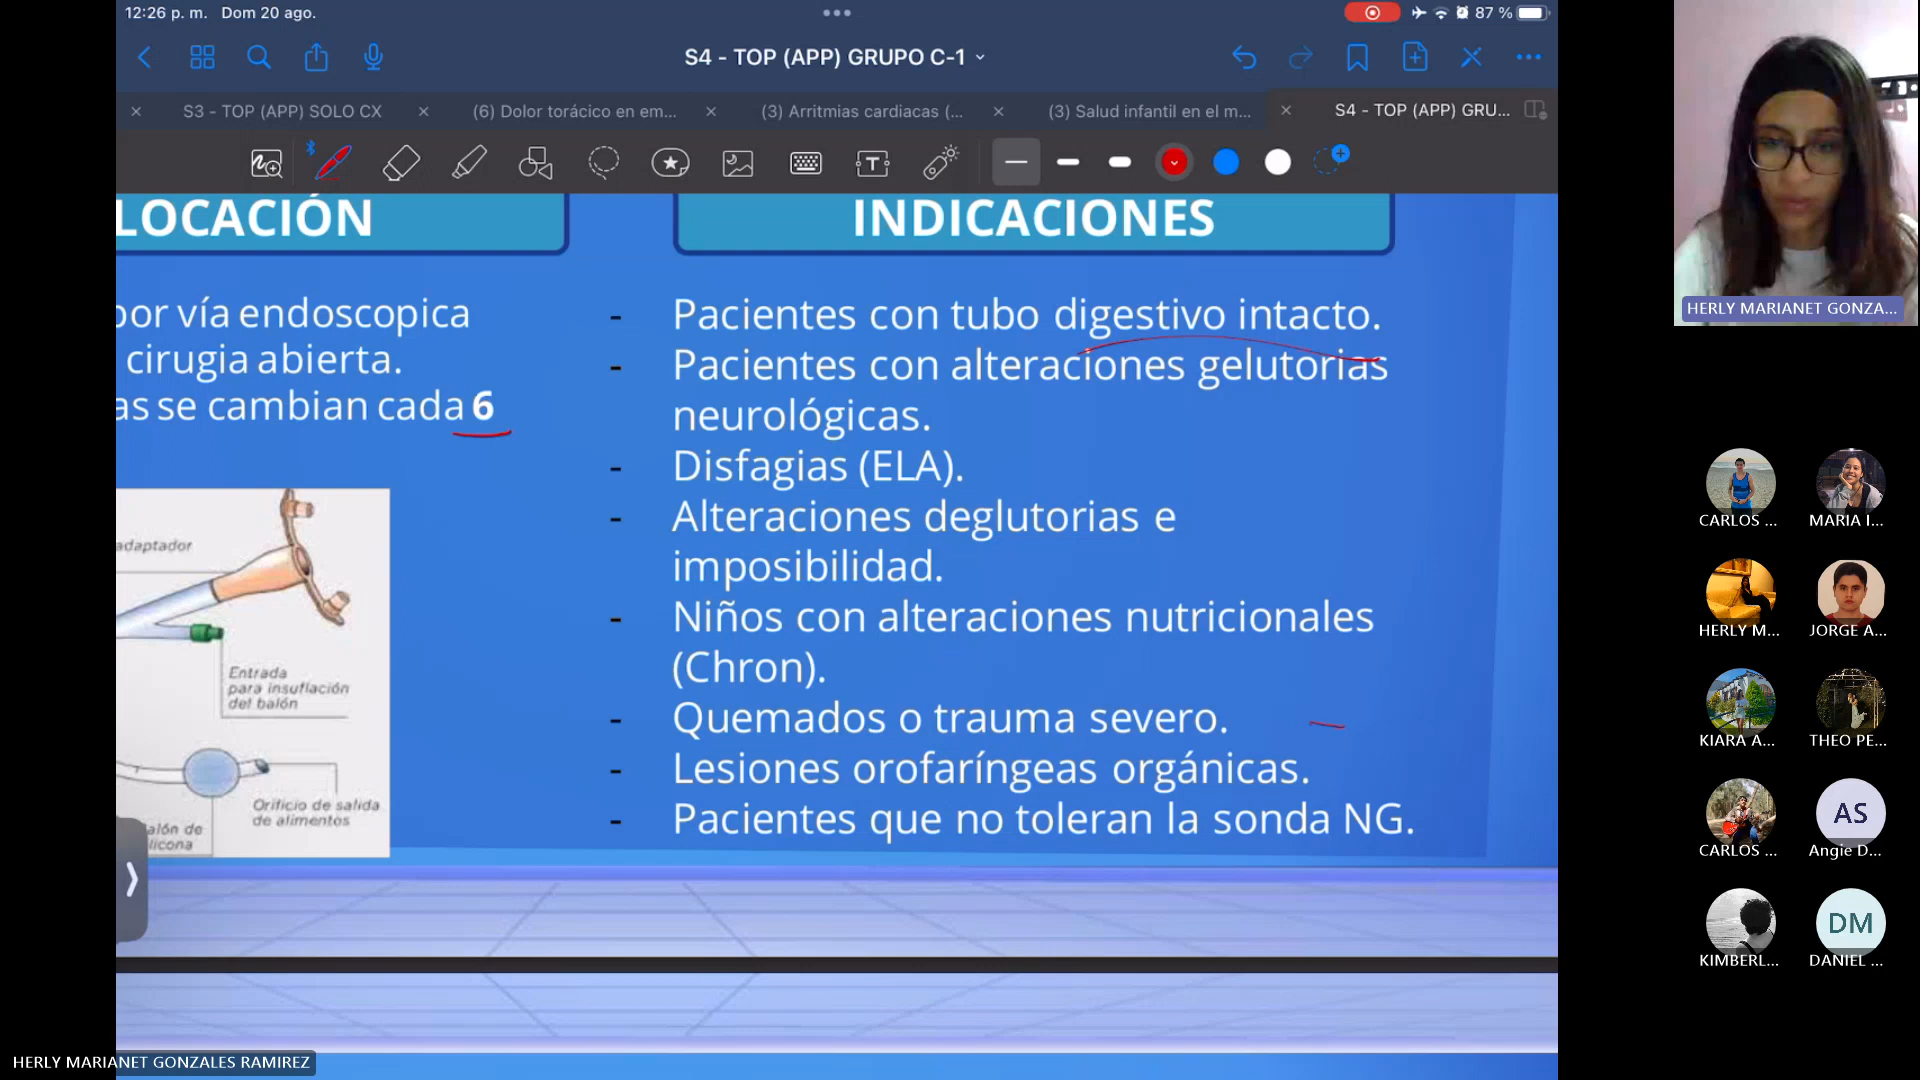 12:26 p. m. Dom 20 ago.
87 %
S4 - TOP (APP) GRUPO C-1
S3 - TOP (APP) SOLO CX
(6) Dolor torácico en em...
(3) Arritmias cardiacas (...
(3) Salud infantil en el m...
S4 - TOP (APP) GRU...
LOCACIÓN
por vía endoscopica
cirugia abierta.
as se cambian cada 6
adaptador
Entrada
para insuflación
del balón
Orificio de salida
de alimentos
alón de
licona
INDICACIONES
- Pacientes con tubo digestivo intacto.
- Pacientes con alteraciones gelutorias
neurológicas.
- Disfagias (ELA).
- Alteraciones deglutorias e
imposibilidad.
- Niños con alteraciones nutricionales
(Chron).
- Quemados o trauma severo.
- Lesiones orofaríngeas orgánicas.
- Pacientes que no toleran la sonda NG.
HERLY MARIANET GONZA...
CARLOS ...
MARIA I...
HERLY M...
JORGE A...
KIARA A...
THEO PE...
CARLOS ...
AS
Angie D...
KIMBERL...
DM
DANIEL ...
HERLY MARIANET GONZALES RAMIREZ